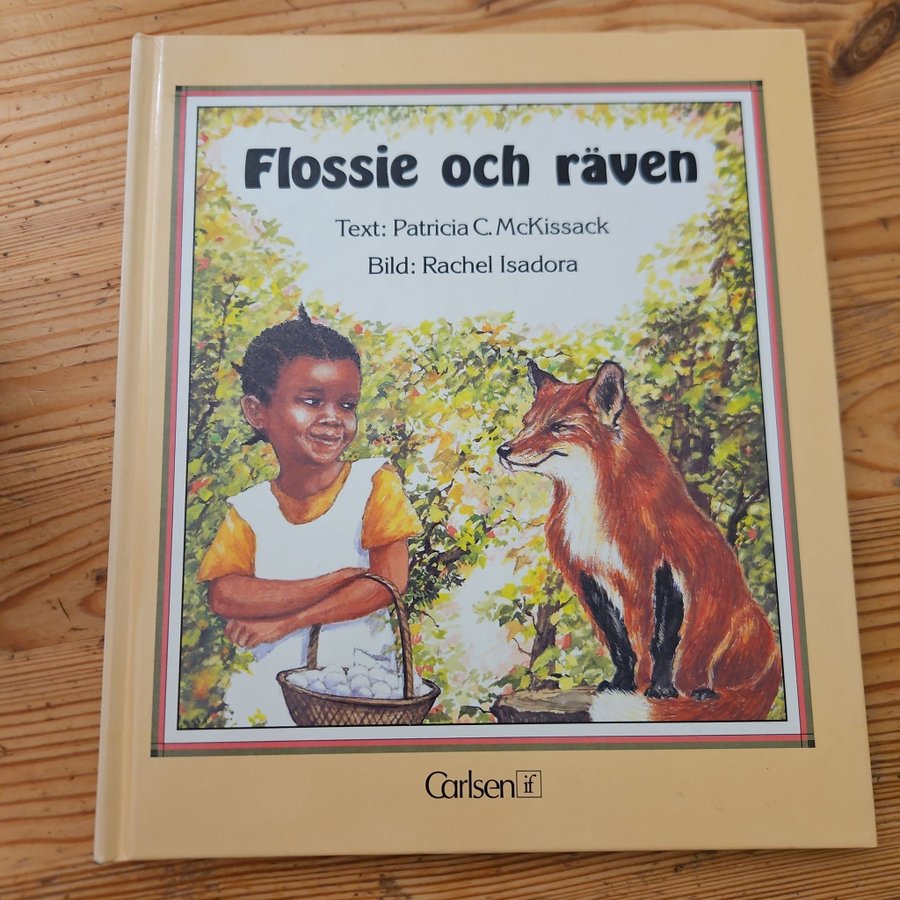 Flossie och räven
Text: Patricia C. McKissack
Bild: Rachel Isadora
Carlsen if